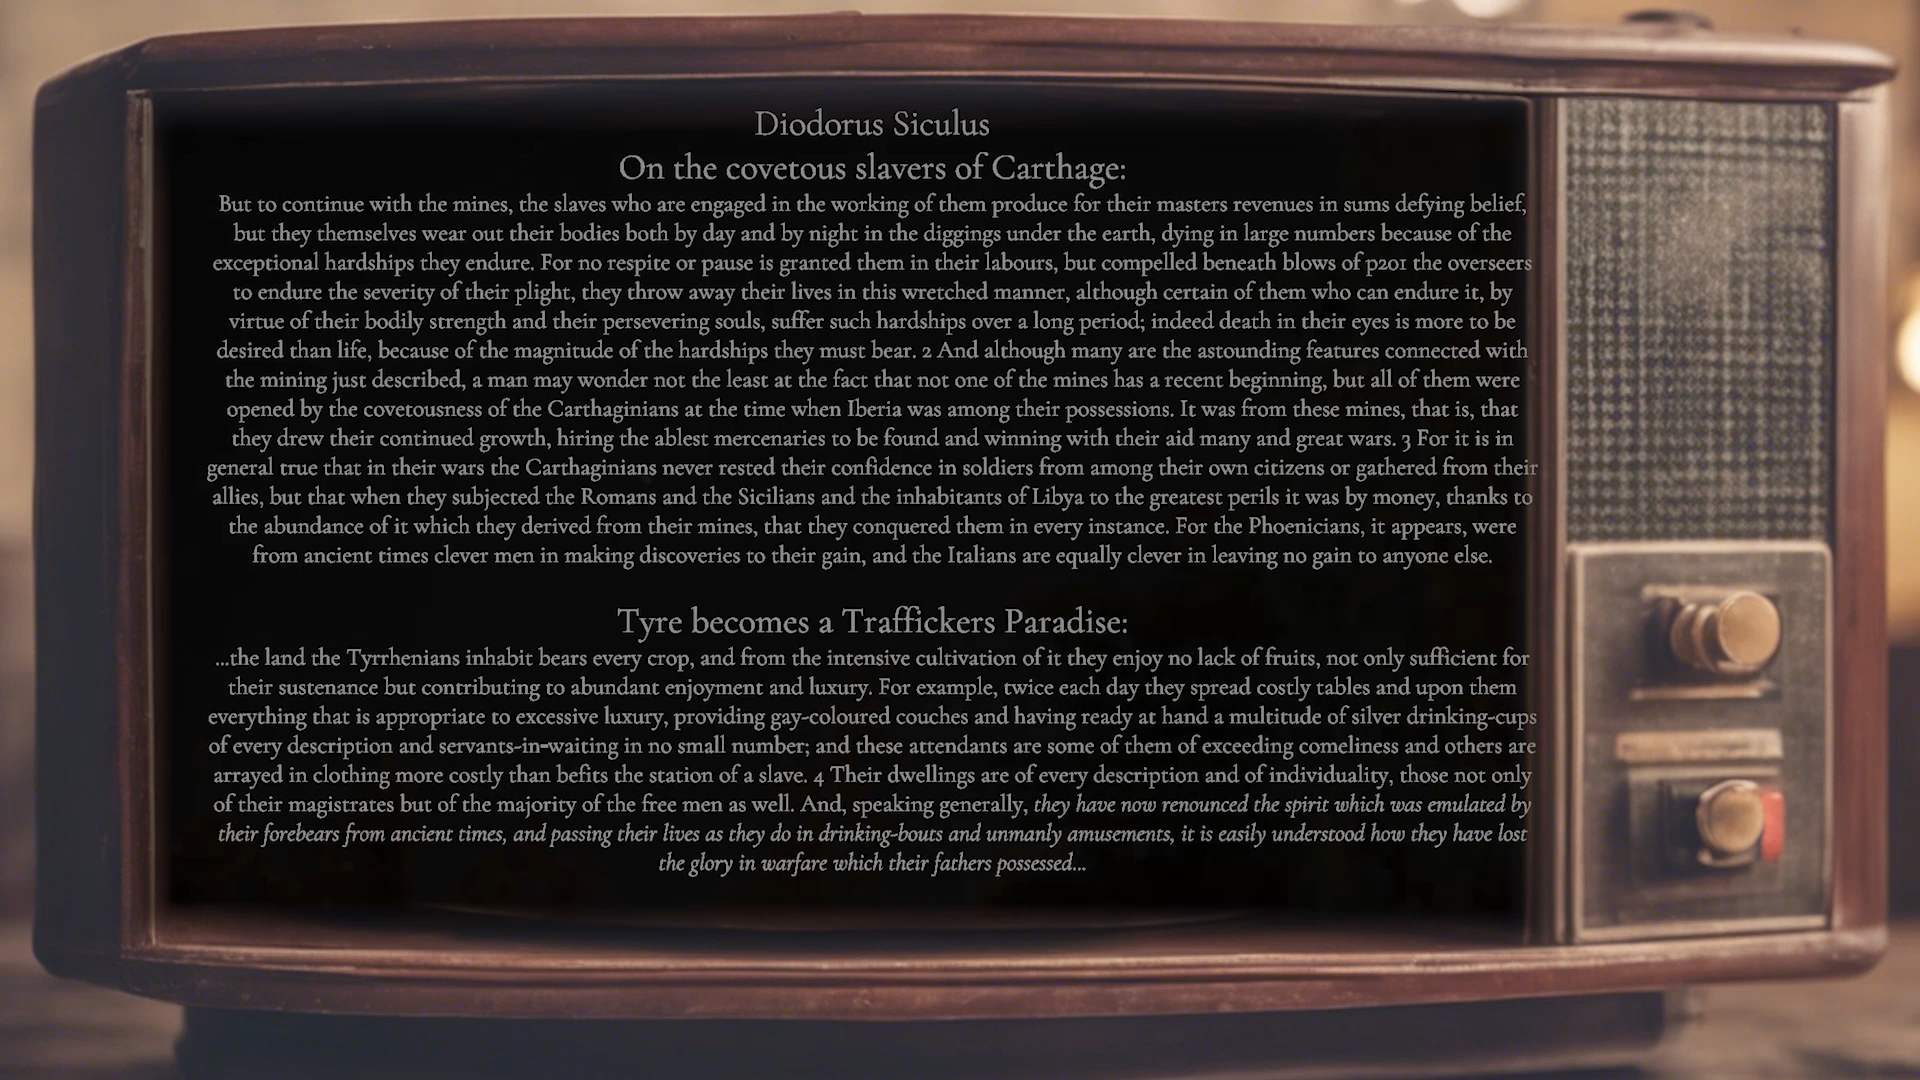 Diodorus Siculus
On the covetous slavers of Carthage:
But to continue with the mines, the slaves who are engaged in the working of them produce for their masters revenues in sums defying belief,
but they themselves wear out their bodies both by day and by night in the diggings under the earth, dying in large numbers because of the
exceptional hardships they endure. For no respite or pause is granted them in their labours, but compelled beneath blows of p201 the overseers
to endure the severity of their plight, they throw away their lives in this wretched manner, although certain of them who can endure it, by
virtue of their bodily strength and their persevering souls, suffer such hardships over a long period; indeed death in their eyes is more to be
desired than life, because of the magnitude of the hardships they must bear. 2 And although many are the astounding features connected with
the mining just described, a man may wonder not the least at the fact that not one of the mines has a recent beginning, but all of them were
opened by the covetousness of the Carthaginians at the time when Iberia was among their possessions. It was from these mines, that is, that
they drew their continued growth, hiring the ablest mercenaries to be found and winning with their aid many and great wars. 3 For it is in
general true that in their wars the Carthaginians never rested their confidence in soldiers from among their own citizens or gathered from their
allies, but that when they subjected the Romans and the Sicilians and the inhabitants of Libya to the greatest perils it was by money, thanks to
the abundance of it which they derived from their mines, that they conquered them in every instance. For the Phoenicians, it appears, were
from ancient times clever men in making discoveries to their gain, and the Italians are equally clever in leaving no gain to anyone else.
Tyre becomes a Traffickers Paradise:
...the land the Tyrrhenians inhabit bears every crop, and from the intensive cultivation of it they enjoy no lack of fruits, not only sufficient for
their sustenance but contributing to abundant enjoyment and luxury. For example, twice each day they spread costly tables and upon them
everything that is appropriate to excessive luxury, providing gay-coloured couches and having ready at hand a multitude of silver drinking-cups
of every description and servants-in-waiting in no small number; and these attendants are some of them of exceeding comeliness and others are
arrayed in clothing more costly than befits the station of a slave. 4 Their dwellings are of every description and of individuality, those not only
of their magistrates but of the majority of the free men as well. And, speaking generally, they have now renounced the spirit which was emulated by
their forebears from ancient times, and passing their lives as they do in drinking-bouts and unmanly amusements, it is easily understood how they have lost
the glory in warfare which their fathers possessed...